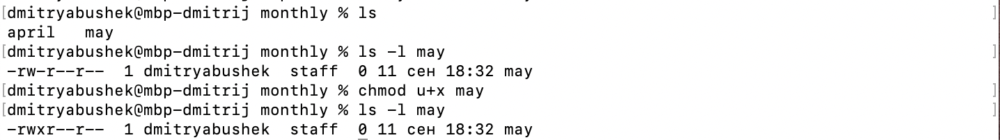 [dmitryabushek@mbp-dmitrij monthly % ls ]
april   may
[dmitryabushek@mbp-dmitrij monthly % ls -l may ]
-rw-r--r--  1 dmitryabushek  staff  0 11 сен 18:32 may
[dmitryabushek@mbp-dmitrij monthly % chmod u+x may ]
[dmitryabushek@mbp-dmitrij monthly % ls -l may ]
-rwxr--r--  1 dmitryabushek  staff  0 11 сен 18:32 may